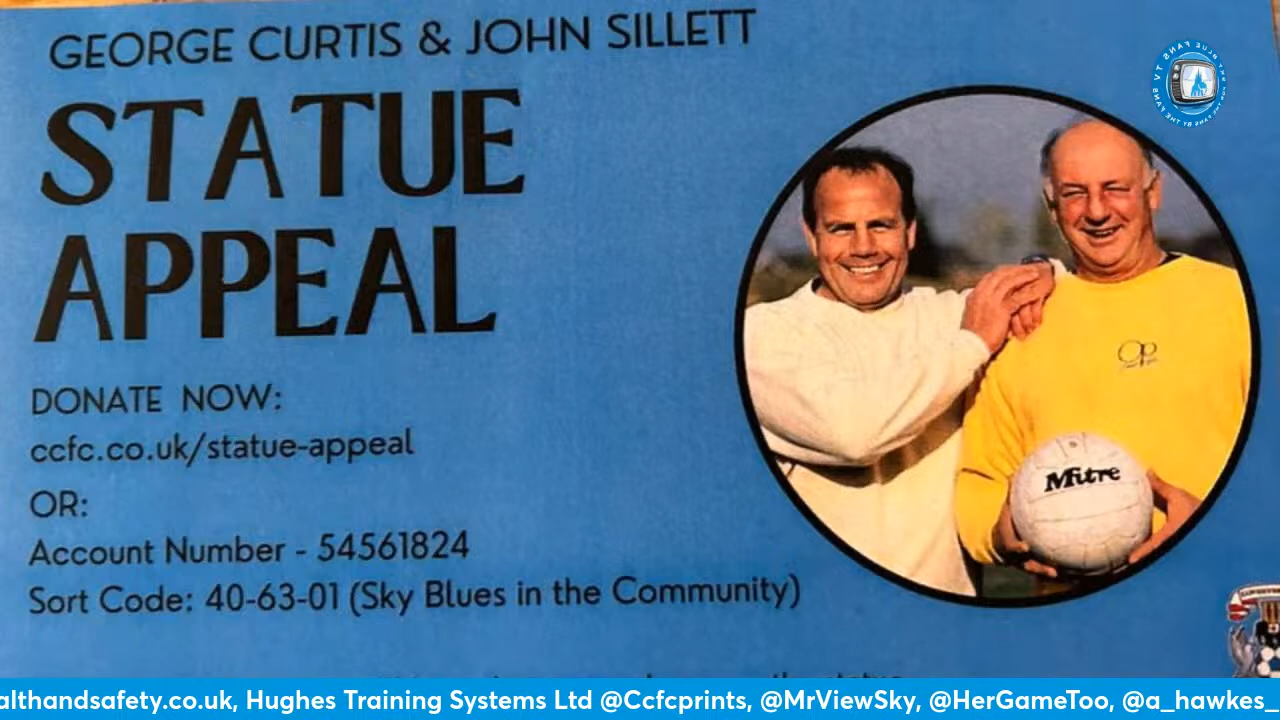 GEORGE CURTIS & JOHN SILLETT
STATUE
APPEAL
DONATE NOW:
ccfc.co.uk/statue-appeal
OR:
Account Number - 54561824
Sort Code: 40-63-01 (Sky Blues in the Community)
Op
Mitre
althandsafety.co.uk, Hughes Training Systems Ltd @Ccfcprints, @MrViewSky, @HerGameToo, @a_hawkes_